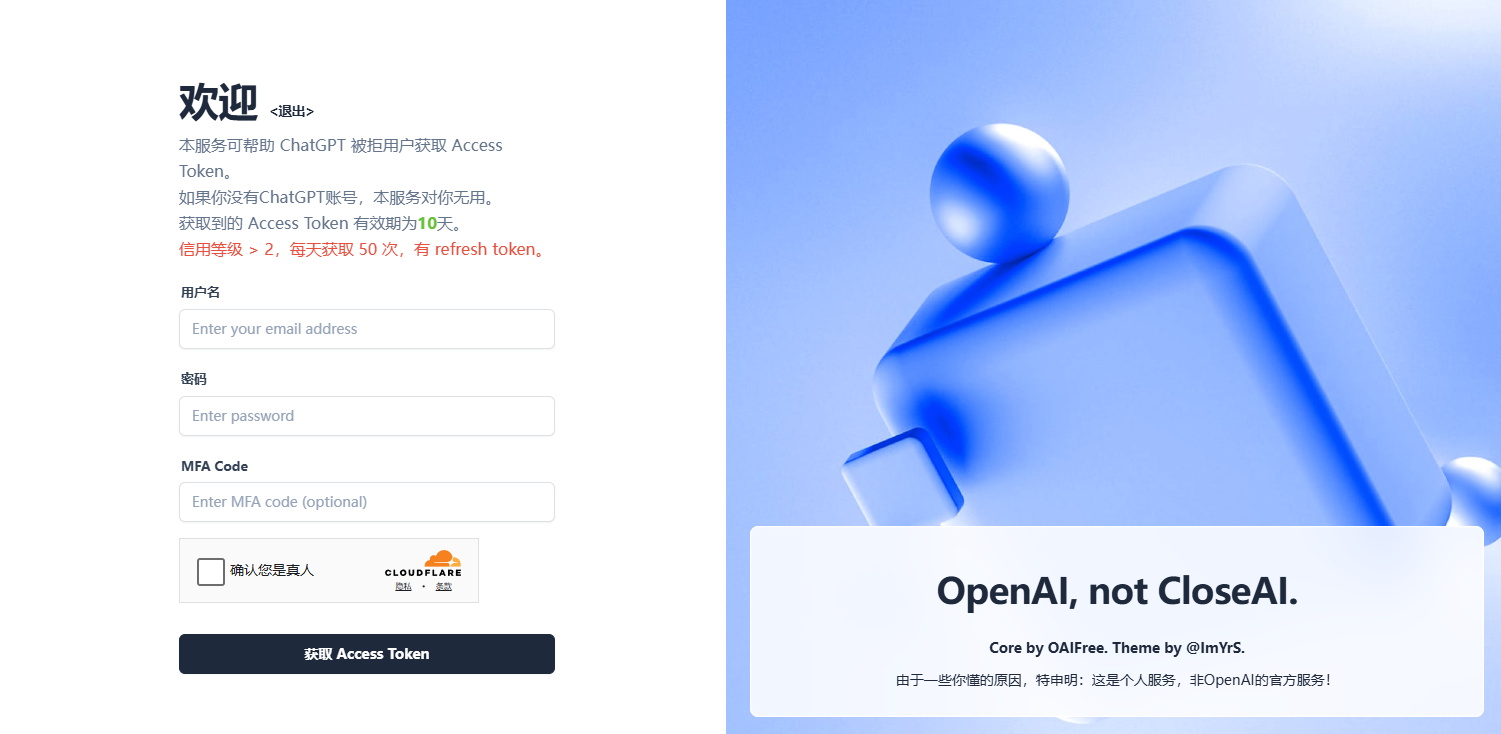 欢迎 <退出>
本服务可帮助 ChatGPT 被拒用户获取 Access
Token。
如果你没有ChatGPT账号，本服务对你无用。
获取到的 Access Token 有效期为10天。
信用等级 > 2，每天获取 50 次，有 refresh token。
用户名
Enter your email address
密码
Enter password
MFA Code
Enter MFA code (optional)
确认您是真人
CLOUDFLARE
隐私 • 条款
获取 Access Token
OpenAI, not CloseAI.
Core by OAIFree. Theme by @ImYrS.
由于一些你懂的原因，特申明：这是个人服务，非OpenAI的官方服务！